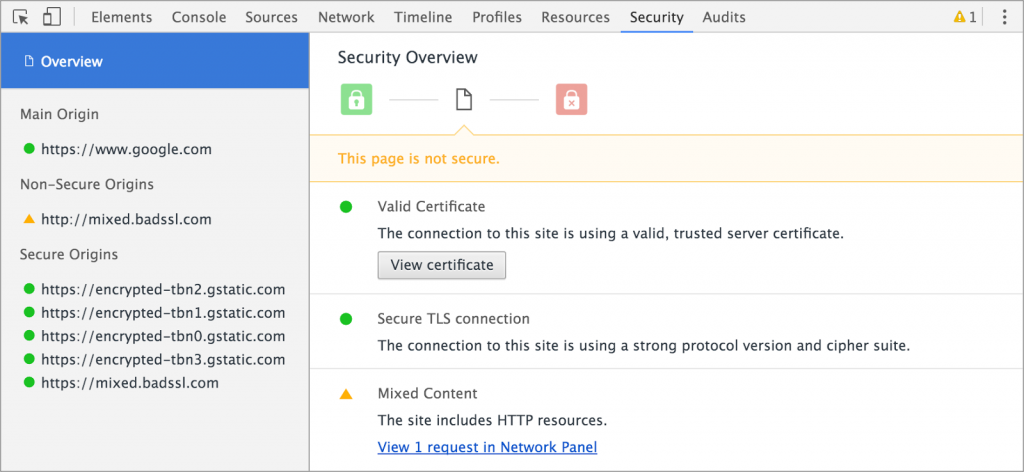 Elements Console Sources Network Timeline Profiles Resources Security Audits 1
Overview
Main Origin
https://www.google.com
Non-Secure Origins
http://mixed.badssl.com
Secure Origins
https://encrypted-tbn2.gstatic.com
https://encrypted-tbn1.gstatic.com
https://encrypted-tbn0.gstatic.com
https://encrypted-tbn3.gstatic.com
https://mixed.badssl.com
Security Overview
This page is not secure.
Valid Certificate
The connection to this site is using a valid, trusted server certificate.
View certificate
Secure TLS connection
The connection to this site is using a strong protocol version and cipher suite.
Mixed Content
The site includes HTTP resources.
View 1 request in Network Panel